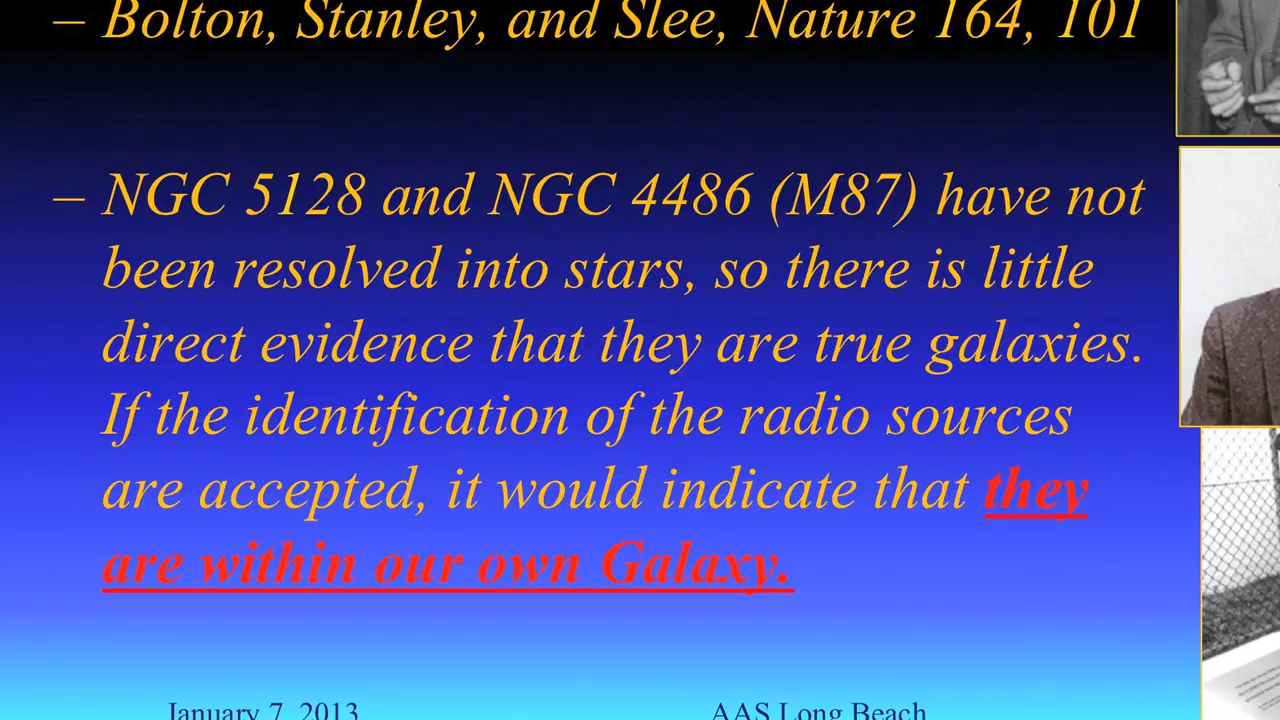 – Bolton, Stanley, and Slee, Nature 164, 101
– NGC 5128 and NGC 4486 (M87) have not
been resolved into stars, so there is little
direct evidence that they are true galaxies.
If the identification of the radio sources
are accepted, it would indicate that they
are within our own Galaxy.
January 7, 2013
AAS Long Beach